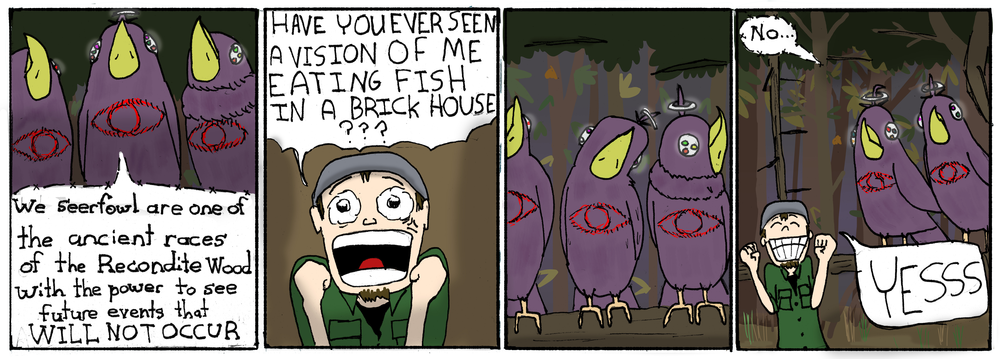 We Seerfowl are one of
the ancient races
of the Recondite Wood
with the power to see
future events that
WILL NOT OCCUR
HAVE YOU EVER SEEN
A VISION OF ME
EATING FISH
IN A BRICK HOUSE
???
No...
YESSS